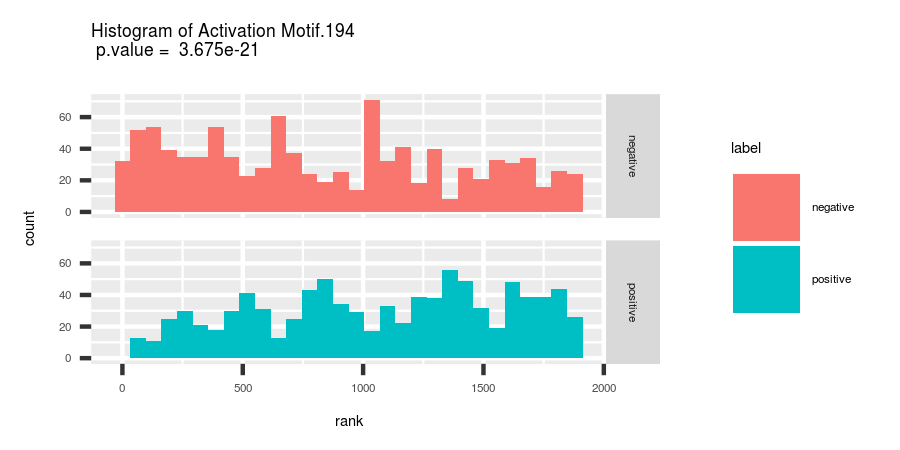 Histogram of Activation Motif.194
p.value = 3.675e-21
count
60
40
20
0
negative
60
40
20
0
positive
0
500
1000
1500
2000
rank
label
negative
positive